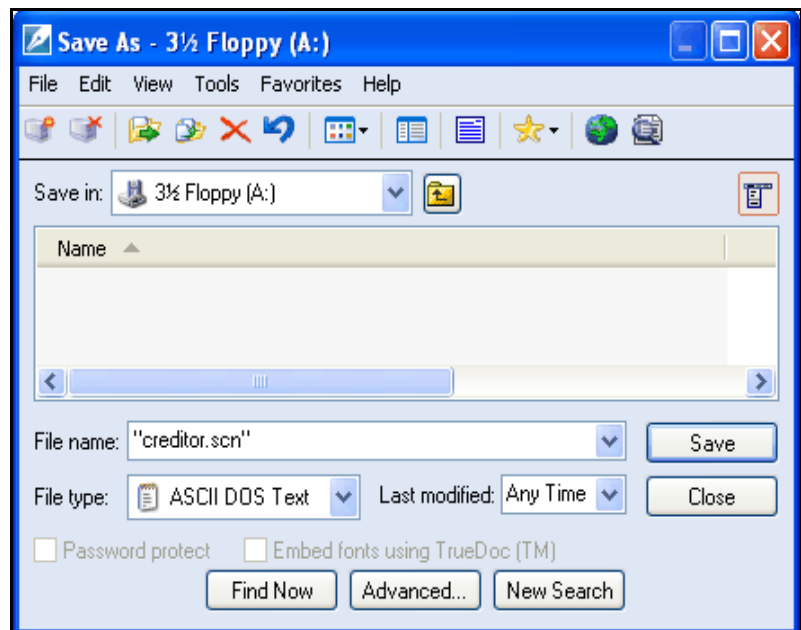 Save As - 3½ Floppy (A:)
File Edit View Tools Favorites Help
Save in: 3½ Floppy (A:)
Name
File name: "creditor.scn" Save
File type: ASCII DOS Text Last modified: Any Time Close
Password protect Embed fonts using TrueDoc (TM)
Find Now Advanced... New Search